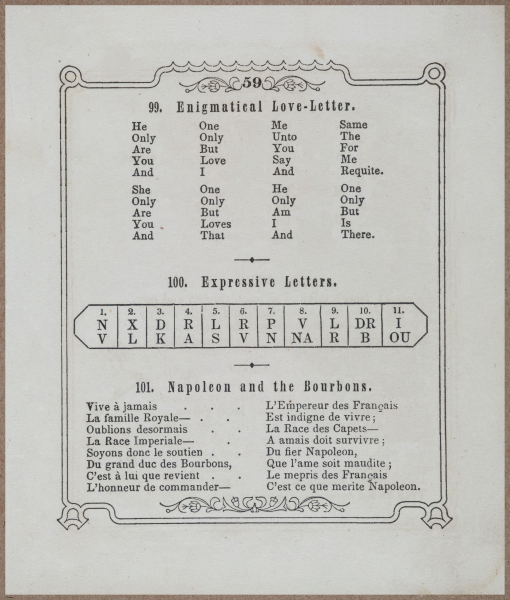 59
99. Enigmatical Love-Letter.
He One Me Same
Only Only Unto The
Are But You For
You Love Say Me
And I And Requite.
She One He One
Only Only Only Only
Are But Am But
You Loves I Is
And That And There.
100. Expressive Letters.
1. 2. 3. 4. 5. 6. 7. 8. 9. 10. 11.
N X D R L R P V L DR I
V L K A S V N NA R B OU
101. Napoleon and the Bourbons.
Vive à jamais . . . L'Empereur des Français
La famille Royale— . . Est indigne de vivre;
Oublions desormais . . La Race des Capets—
La Race Imperiale— . A amais doit survivre;
Soyons donc le soutien . . Du fier Napoleon,
Du grand duc des Bourbons, Que l'ame soit maudite;
C'est à lui que revient . . Le mepris des Français
L'honneur de commander— C'est ce que merite Napoleon.